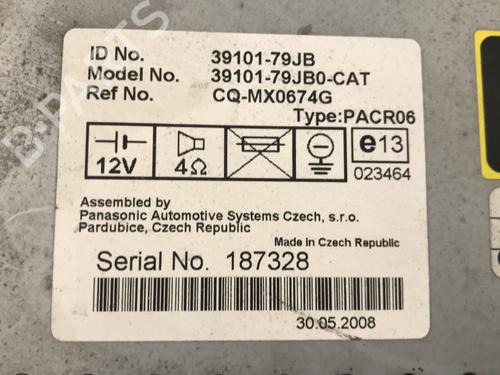 ID No. 39101-79JB
Model No. 39101-79JB0-CAT
Ref No. CQ-MX0674G
Type:PACR06
12V 4Ω e13
023464
Assembled by
Panasonic Automotive Systems Czech, s.r.o.
Pardubice, Czech Republic
Made in Czech Republic
Serial No. 187328
30.05.2008
B-PARTS